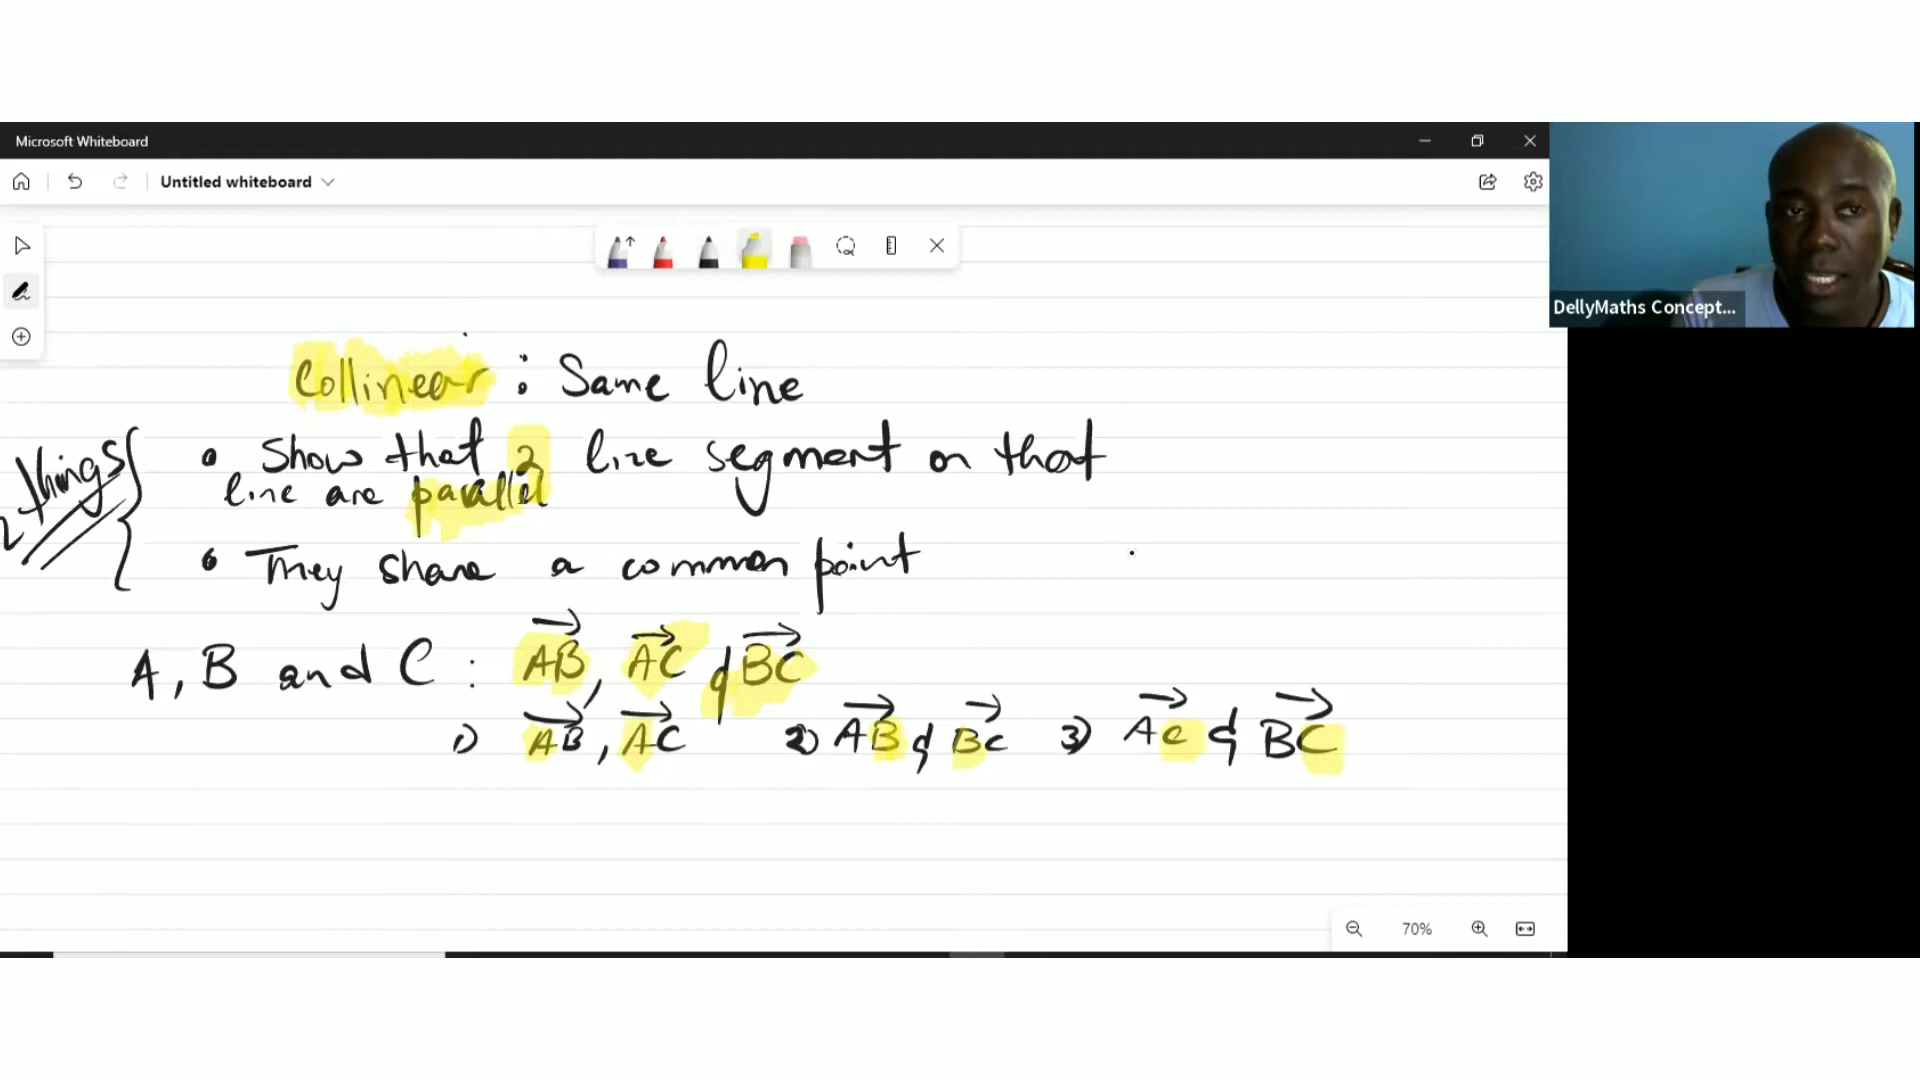 Microsoft Whiteboard
Untitled whiteboard
DellyMaths Concept...
Collinear : Same line
2 things
• Show that 2 line segment on that
line are parallel
• They share a common point
A, B and C : AB, AC & BC
1) AB, AC 2) AB & BC 3) AC & BC
70%